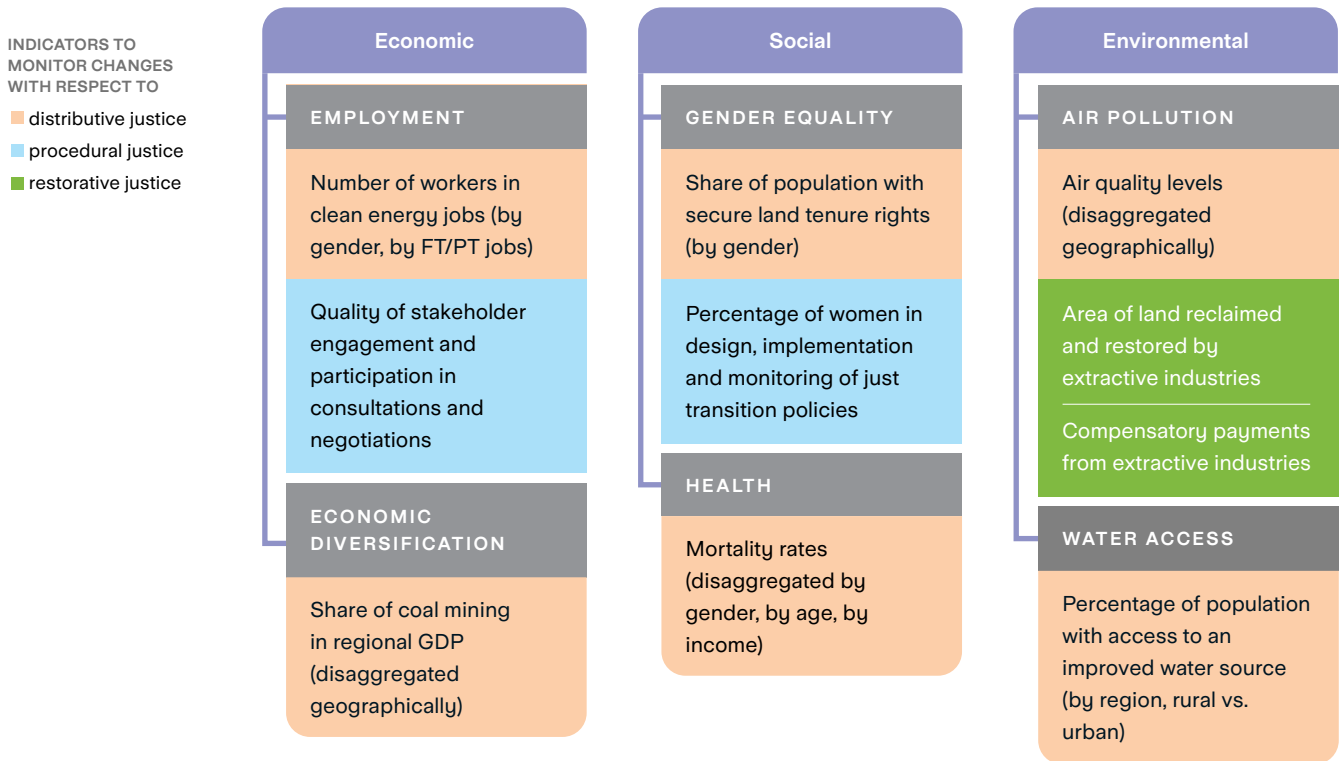 INDICATORS TO
MONITOR CHANGES
WITH RESPECT TO
distributive justice
procedural justice
restorative justice
Economic
EMPLOYMENT
Number of workers in
clean energy jobs (by
gender, by FT/PT jobs)
Quality of stakeholder
engagement and
participation in
consultations and
negotiations
ECONOMIC
DIVERSIFICATION
Share of coal mining
in regional GDP
(disaggregated
geographically)
Social
GENDER EQUALITY
Share of population with
secure land tenure rights
(by gender)
Percentage of women in
design, implementation
and monitoring of just
transition policies
HEALTH
Mortality rates
(disaggregated by
gender, by age, by
income)
Environmental
AIR POLLUTION
Air quality levels
(disaggregated
geographically)
Area of land reclaimed
and restored by
extractive industries
Compensatory payments
from extractive industries
WATER ACCESS
Percentage of population
with access to an
improved water source
(by region, rural vs.
urban)